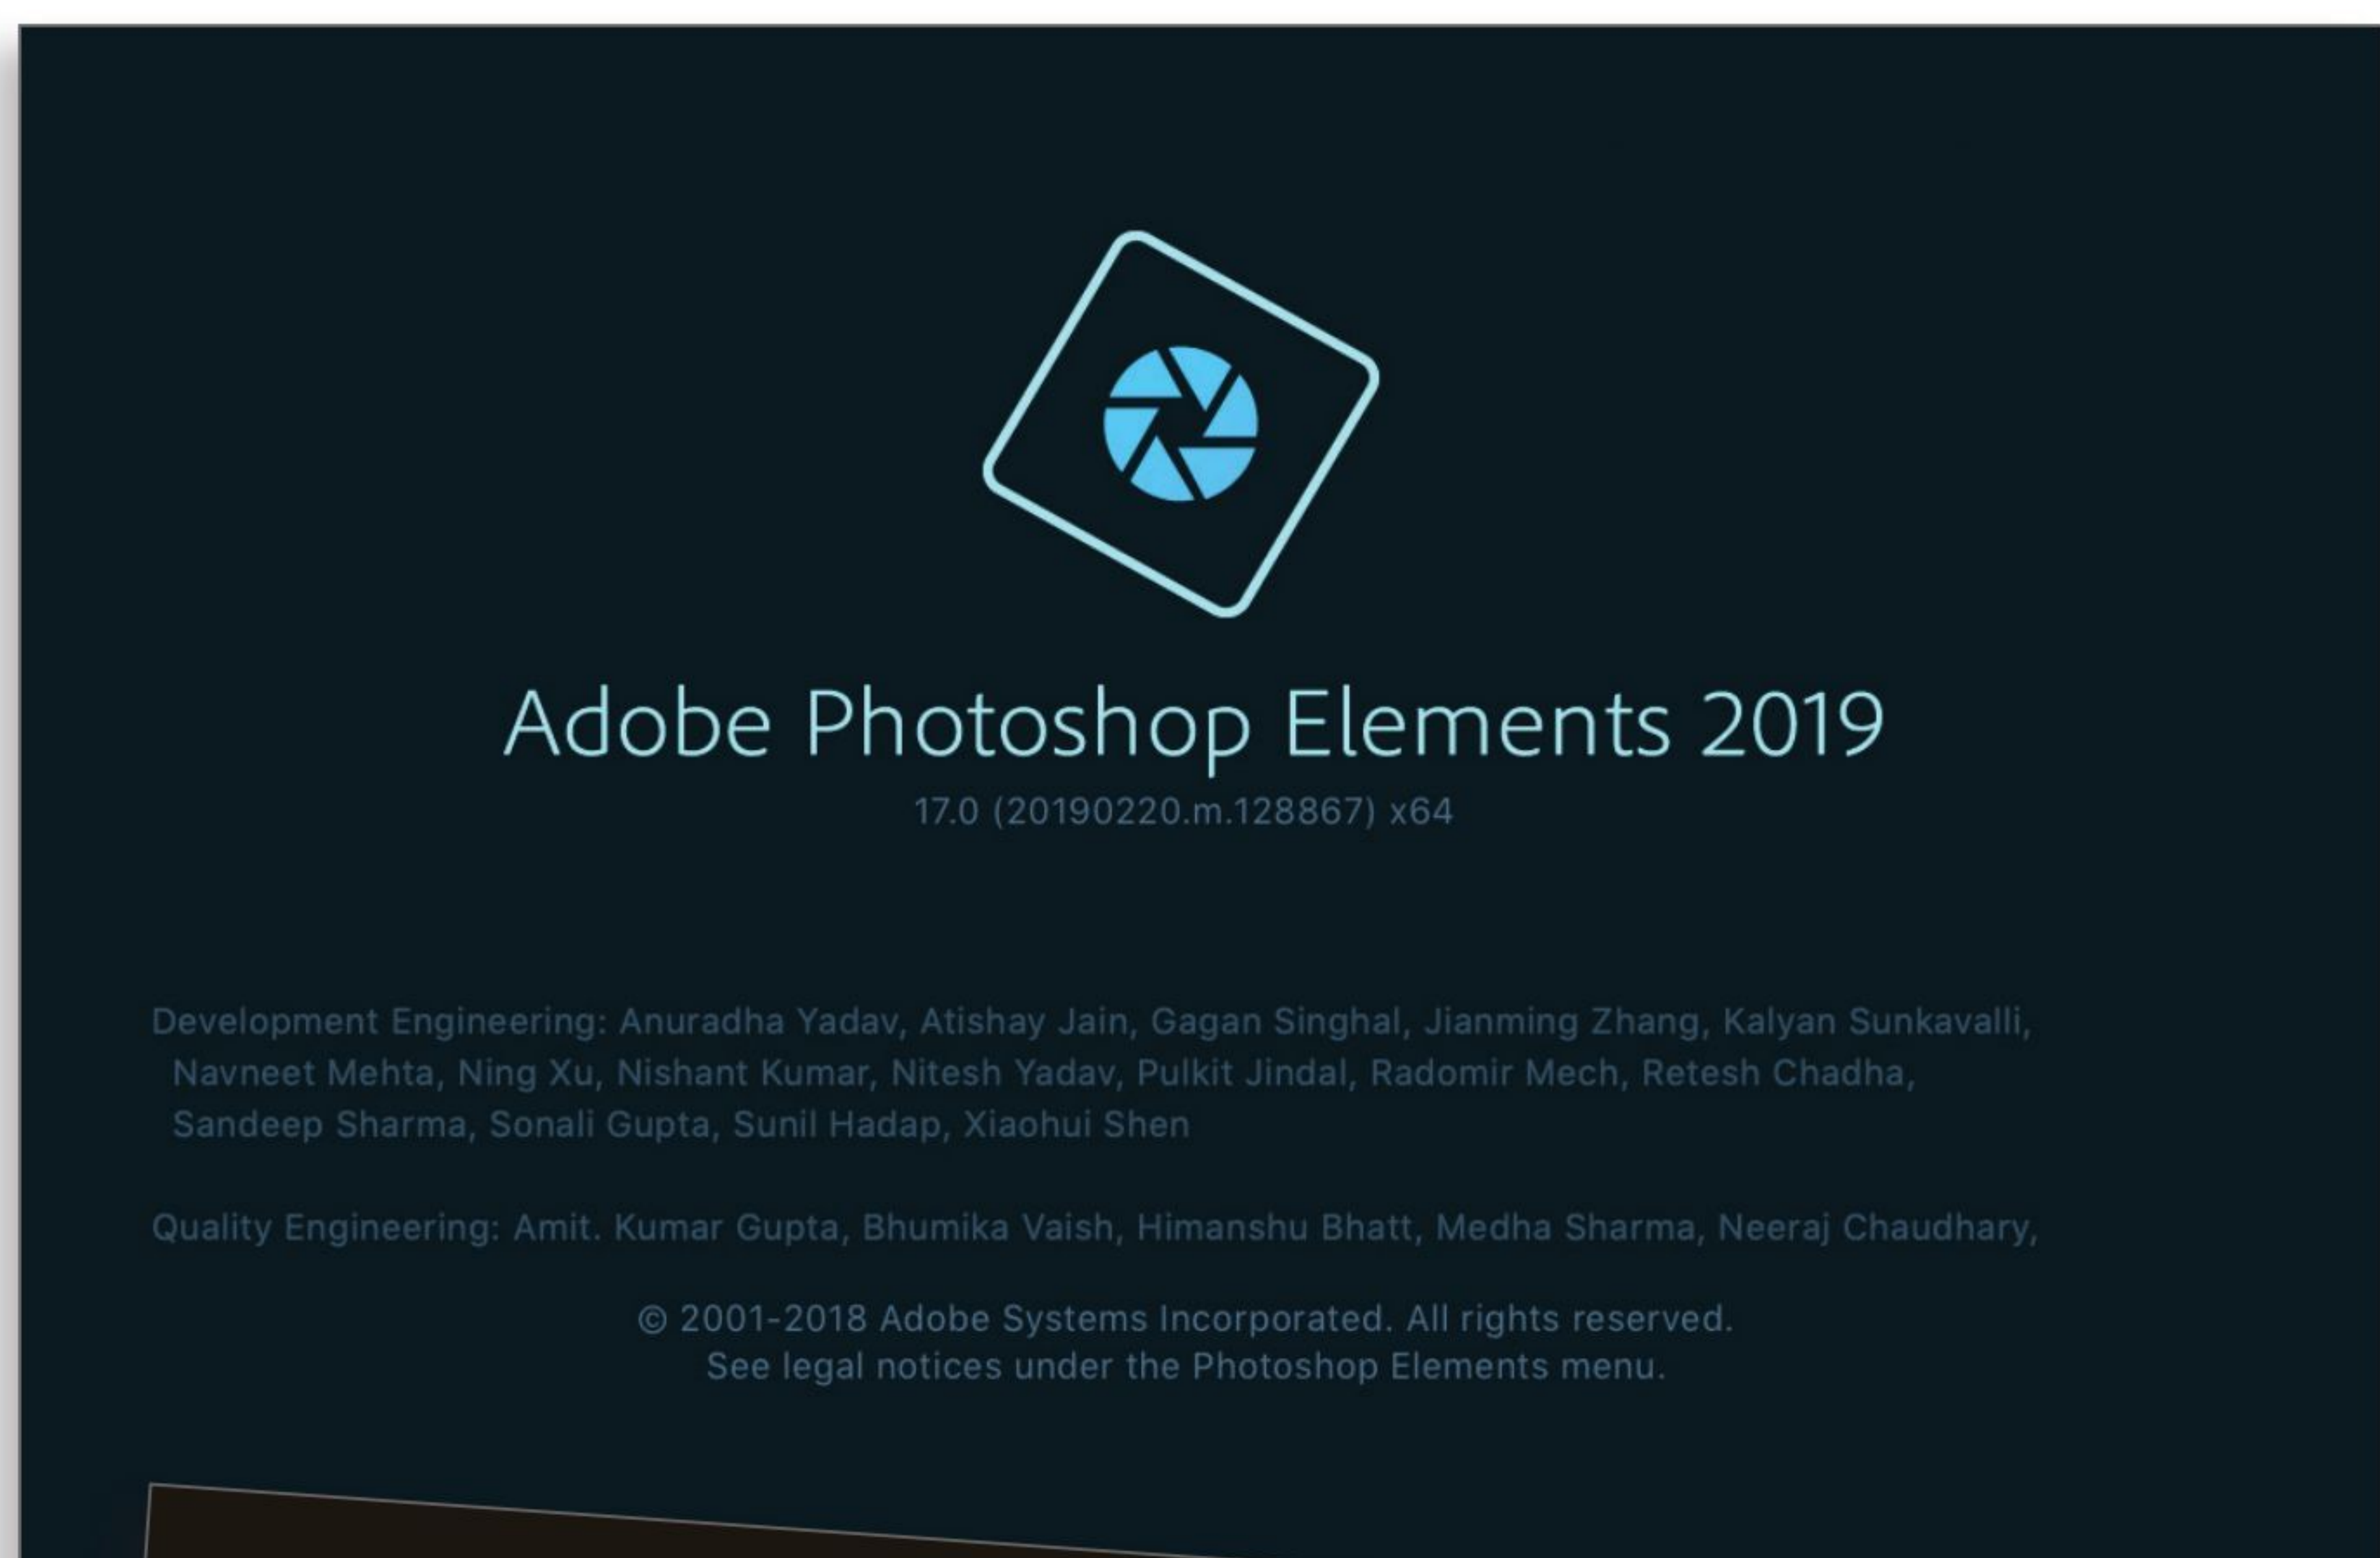 Adobe Photoshop Elements 2019
17.0 (20190220.m.128867) x64
Development Engineering: Anuradha Yadav, Atishay Jain, Gagan Singhal, Jianming Zhang, Kalyan Sunkavalli,
Navneet Mehta, Ning Xu, Nishant Kumar, Nitesh Yadav, Pulkit Jindal, Radomir Mech, Retesh Chadha,
Sandeep Sharma, Sonali Gupta, Sunil Hadap, Xiaohui Shen
Quality Engineering: Amit. Kumar Gupta, Bhumika Vaish, Himanshu Bhatt, Medha Sharma, Neeraj Chaudhary,
© 2001-2018 Adobe Systems Incorporated. All rights reserved.
See legal notices under the Photoshop Elements menu.